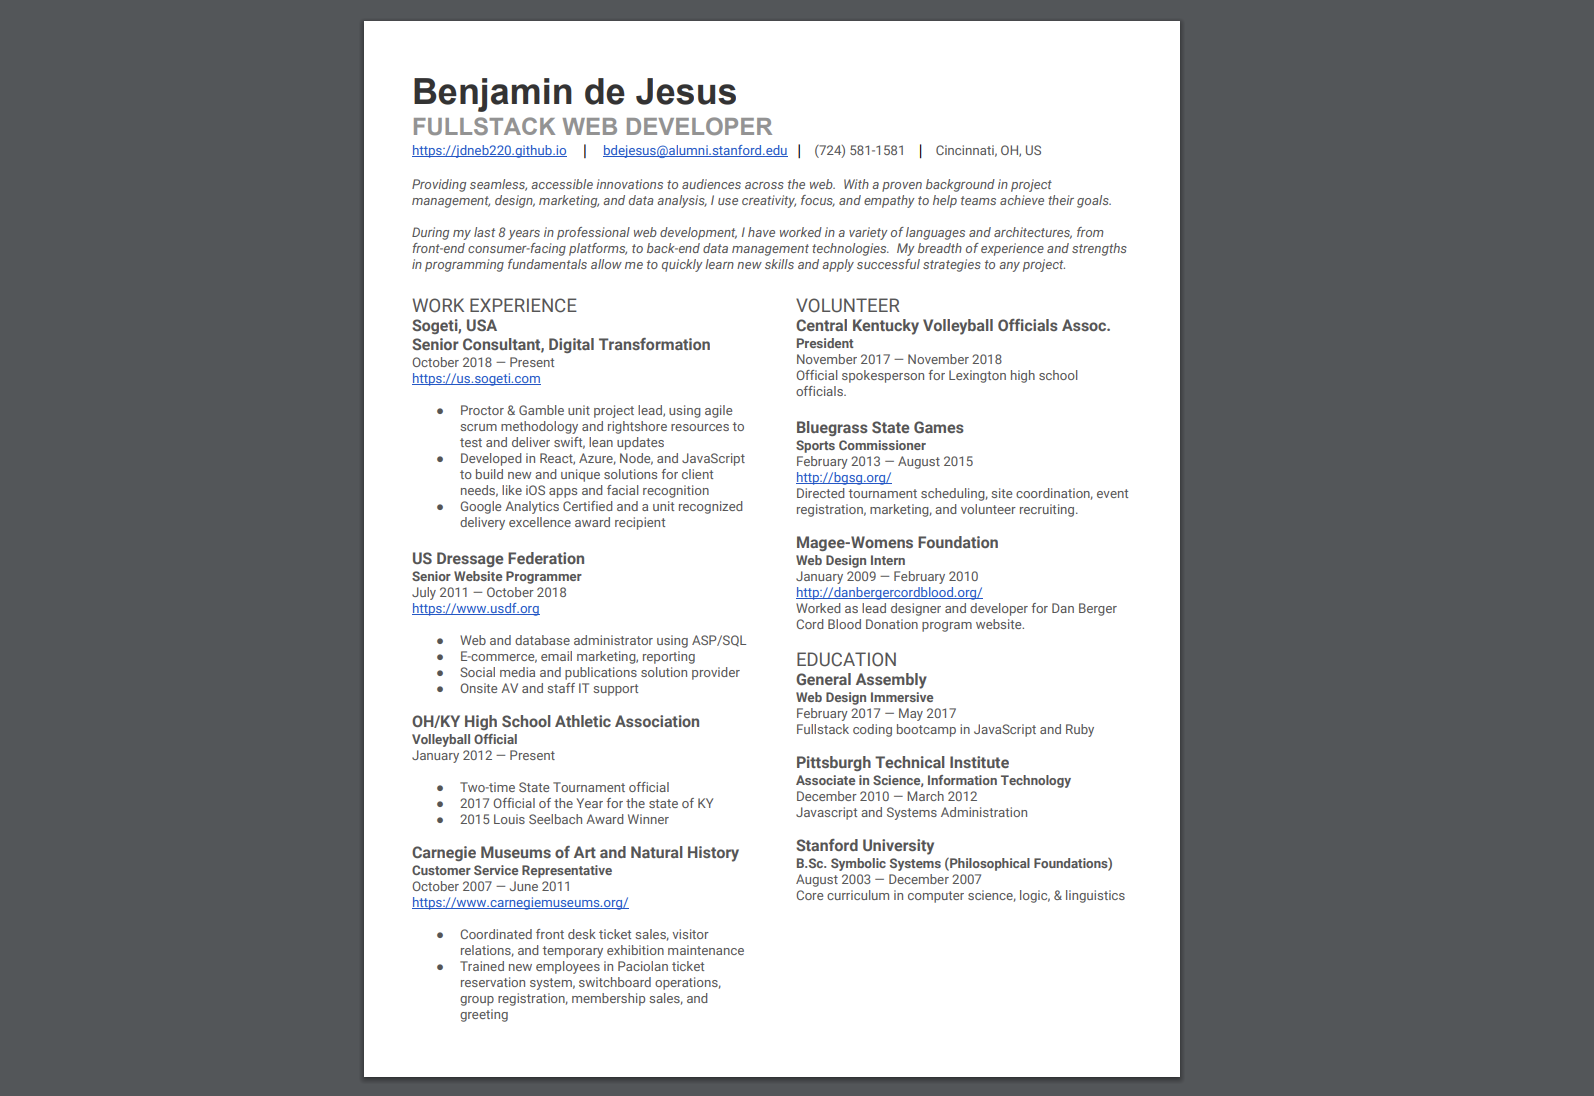 Benjamin de Jesus
FULLSTACK WEB DEVELOPER
https://jdneb220.github.io | bdejesus@alumni.stanford.edu | (724) 581-1581 | Cincinnati, OH, US
Providing seamless, accessible innovations to audiences across the web. With a proven background in project
management, design, marketing, and data analysis, I use creativity, focus, and empathy to help teams achieve their goals.
During my last 8 years in professional web development, I have worked in a variety of languages and architectures, from
front-end consumer-facing platforms, to back-end data management technologies. My breadth of experience and strengths
in programming fundamentals allow me to quickly learn new skills and apply successful strategies to any project.
WORK EXPERIENCE
Sogeti, USA
Senior Consultant, Digital Transformation
October 2018 — Present
https://us.sogeti.com
● Proctor & Gamble unit project lead, using agile
scrum methodology and rightshore resources to
test and deliver swift, lean updates
● Developed in React, Azure, Node, and JavaScript
to build new and unique solutions for client
needs, like iOS apps and facial recognition
● Google Analytics Certified and a unit recognized
delivery excellence award recipient
US Dressage Federation
Senior Website Programmer
July 2011 — October 2018
https://www.usdf.org
● Web and database administrator using ASP/SQL
● E-commerce, email marketing, reporting
● Social media and publications solution provider
● Onsite AV and staff IT support
OH/KY High School Athletic Association
Volleyball Official
January 2012 — Present
● Two-time State Tournament official
● 2017 Official of the Year for the state of KY
● 2015 Louis Seelbach Award Winner
Carnegie Museums of Art and Natural History
Customer Service Representative
October 2007 — June 2011
https://www.carnegiemuseums.org/
● Coordinated front desk ticket sales, visitor
relations, and temporary exhibition maintenance
● Trained new employees in Paciolan ticket
reservation system, switchboard operations,
group registration, membership sales, and
greeting
VOLUNTEER
Central Kentucky Volleyball Officials Assoc.
President
November 2017 — November 2018
Official spokesperson for Lexington high school
officials.
Bluegrass State Games
Sports Commissioner
February 2013 — August 2015
http://bgsg.org/
Directed tournament scheduling, site coordination, event
registration, marketing, and volunteer recruiting.
Magee-Womens Foundation
Web Design Intern
January 2009 — February 2010
http://danbergercordblood.org/
Worked as lead designer and developer for Dan Berger
Cord Blood Donation program website.
EDUCATION
General Assembly
Web Design Immersive
February 2017 — May 2017
Fullstack coding bootcamp in JavaScript and Ruby
Pittsburgh Technical Institute
Associate in Science, Information Technology
December 2010 — March 2012
Javascript and Systems Administration
Stanford University
B.Sc. Symbolic Systems (Philosophical Foundations)
August 2003 — December 2007
Core curriculum in computer science, logic, & linguistics